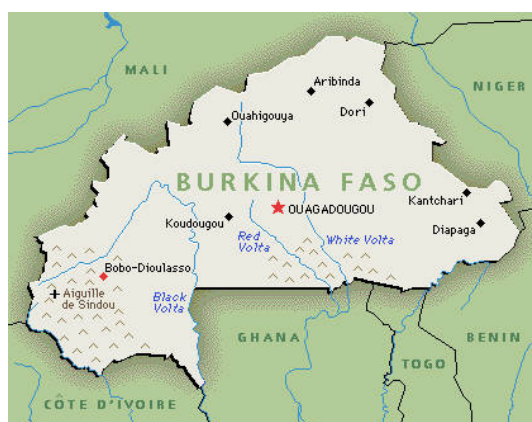 MALI
NIGER
Aribinda
Dori
Ouahigouya
BURKINA FASO
Kantchari
OUAGADOUGOU
Koudougou
Diapaga
Red
Volta
White Volta
Bobo-Dioulasso
Aiguille
de Sindou
Black
Volta
GHANA
BENIN
TOGO
CÔTE D'IVOIRE